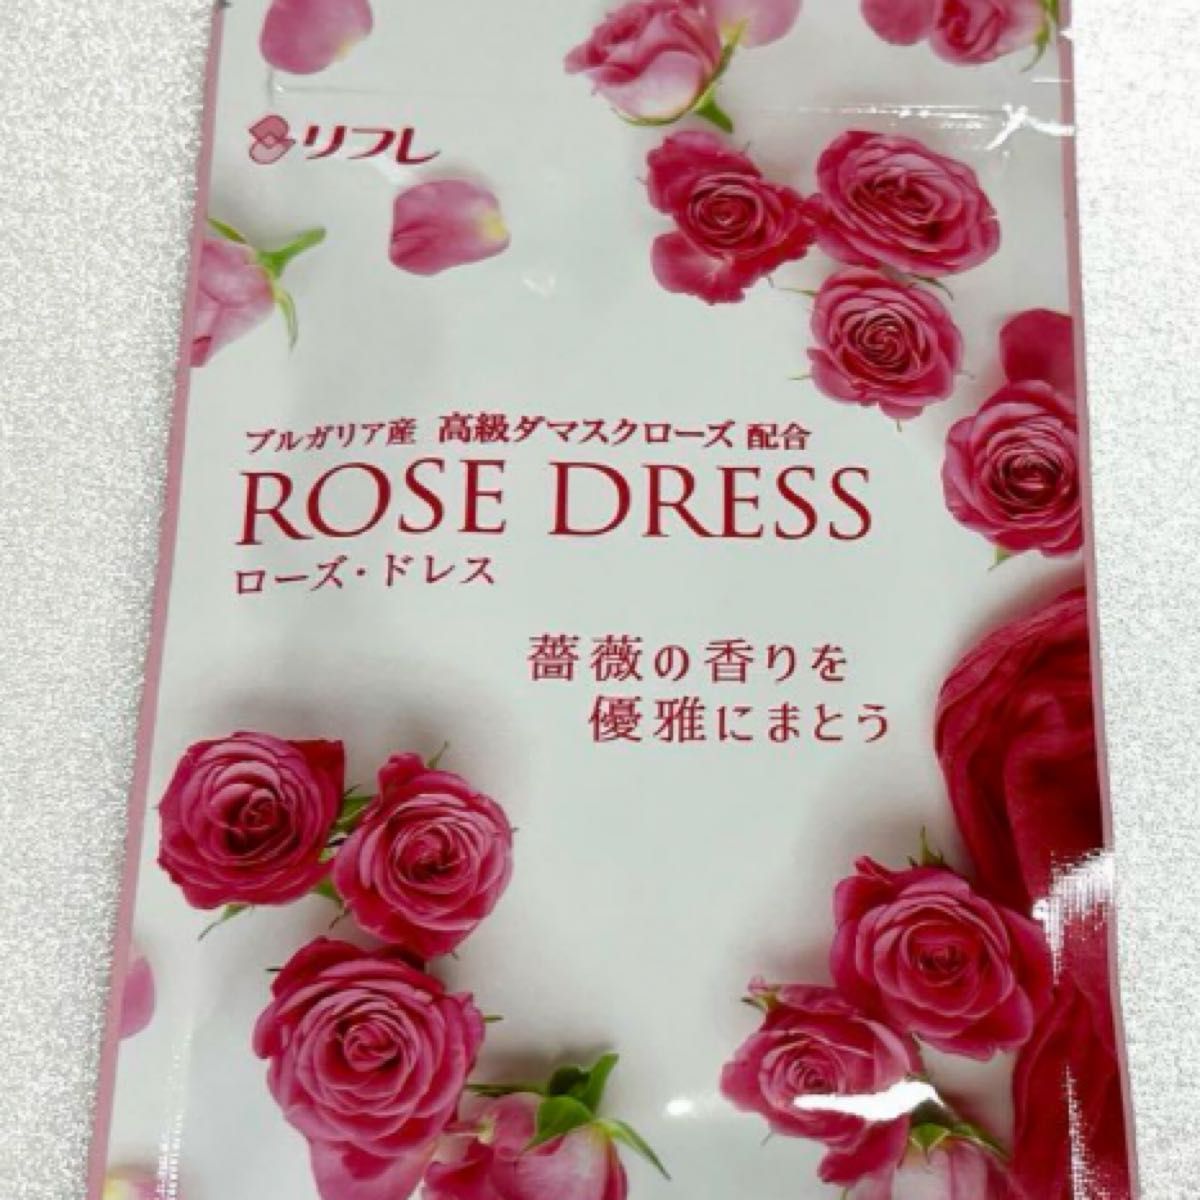 リフレ
ブルガリア産 高級ダマスクローズ 配合
ROSE DRESS
ローズ・ドレス
薔薇の香りを
優雅にまとう